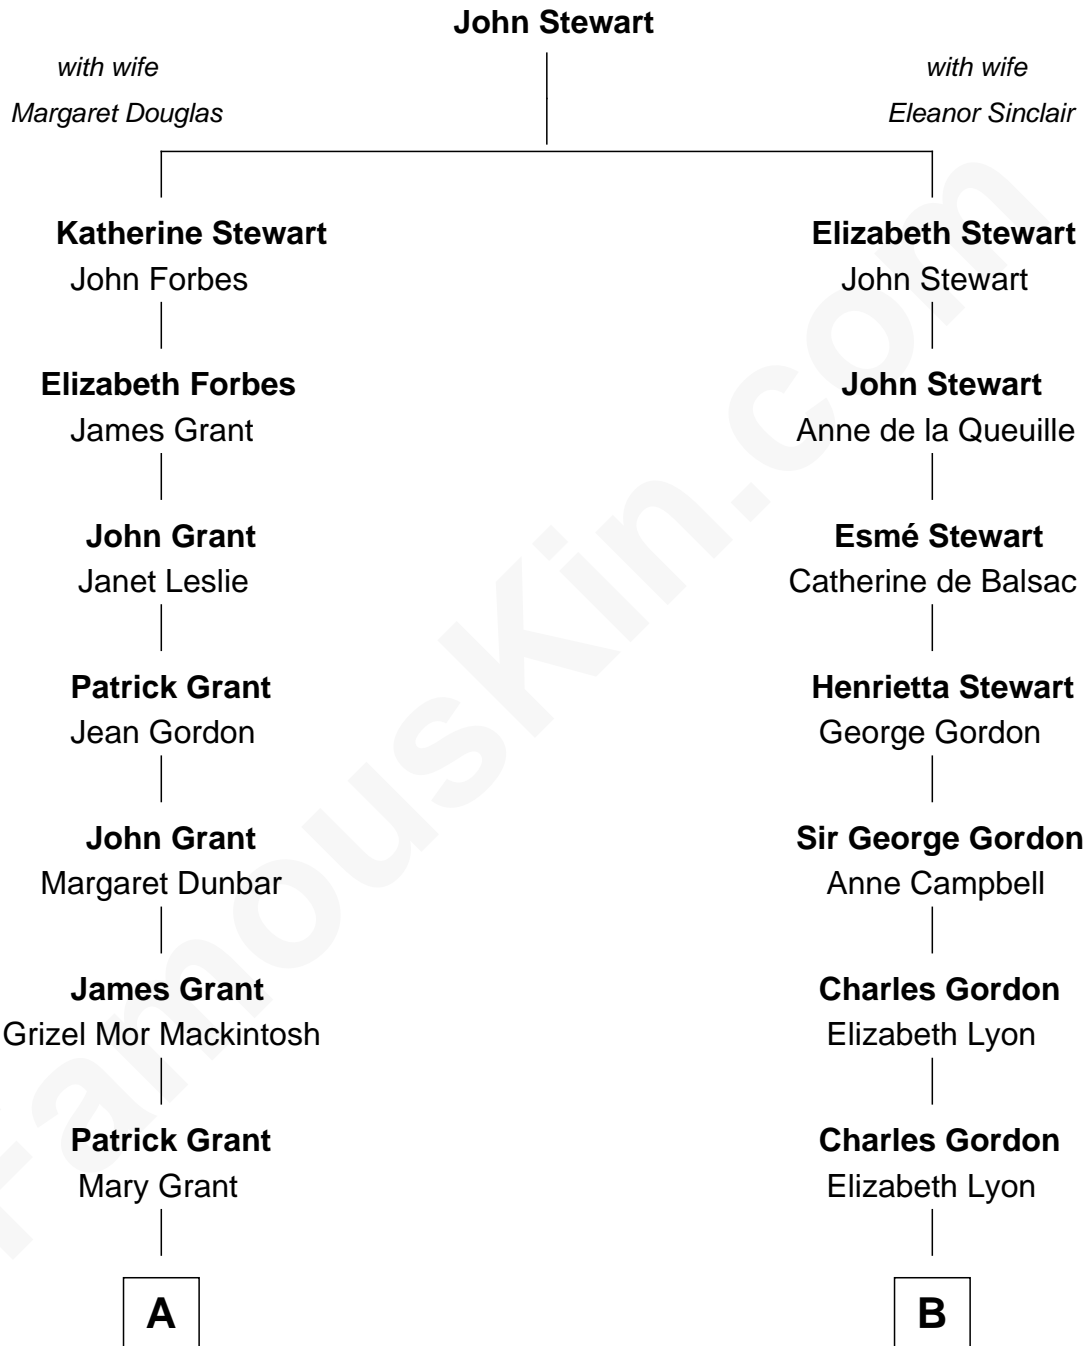 John Stewart
with wife
Margaret Douglas
with wife
Eleanor Sinclair
Katherine Stewart
John Forbes
Elizabeth Stewart
John Stewart
Elizabeth Forbes
James Grant
John Stewart
Anne de la Queuille
John Grant
Janet Leslie
Esmé Stewart
Catherine de Balsac
Patrick Grant
Jean Gordon
Henrietta Stewart
George Gordon
John Grant
Margaret Dunbar
Sir George Gordon
Anne Campbell
James Grant
Grizel Mor Mackintosh
Charles Gordon
Elizabeth Lyon
Patrick Grant
Mary Grant
Charles Gordon
Elizabeth Lyon
A
B
FamousKin.com